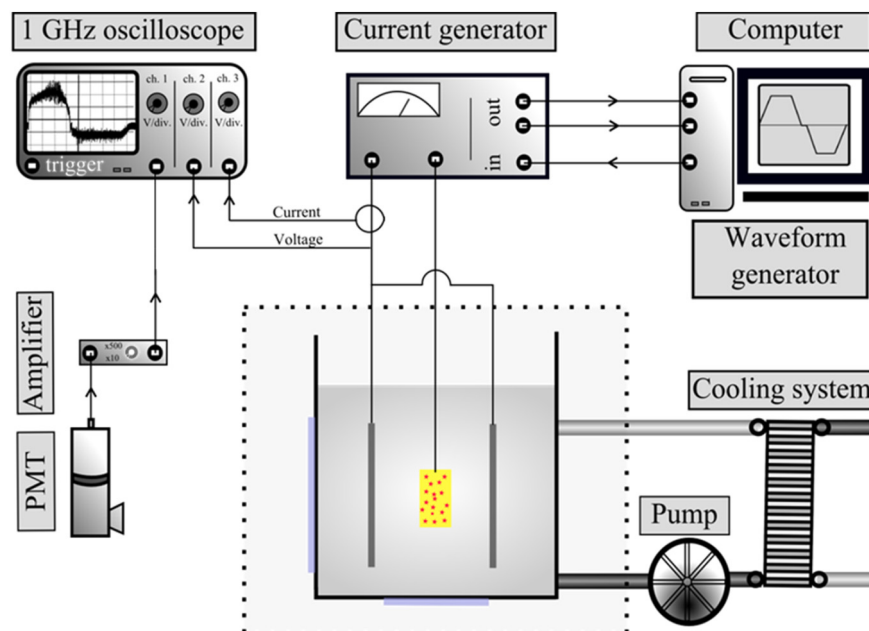 1 GHz oscilloscope
Current generator
Computer
ch. 1
ch. 2
ch. 3
V/div.
V/div.
V/div.
trigger
out
in
Current
Voltage
Waveform
generator
Amplifier
x500
x10
PMT
Cooling system
Pump